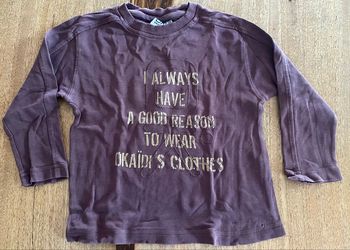 I ALWAYS
HAVE
A GOOD REASON
TO WEAR
OKAÏDI'S CLOTHES